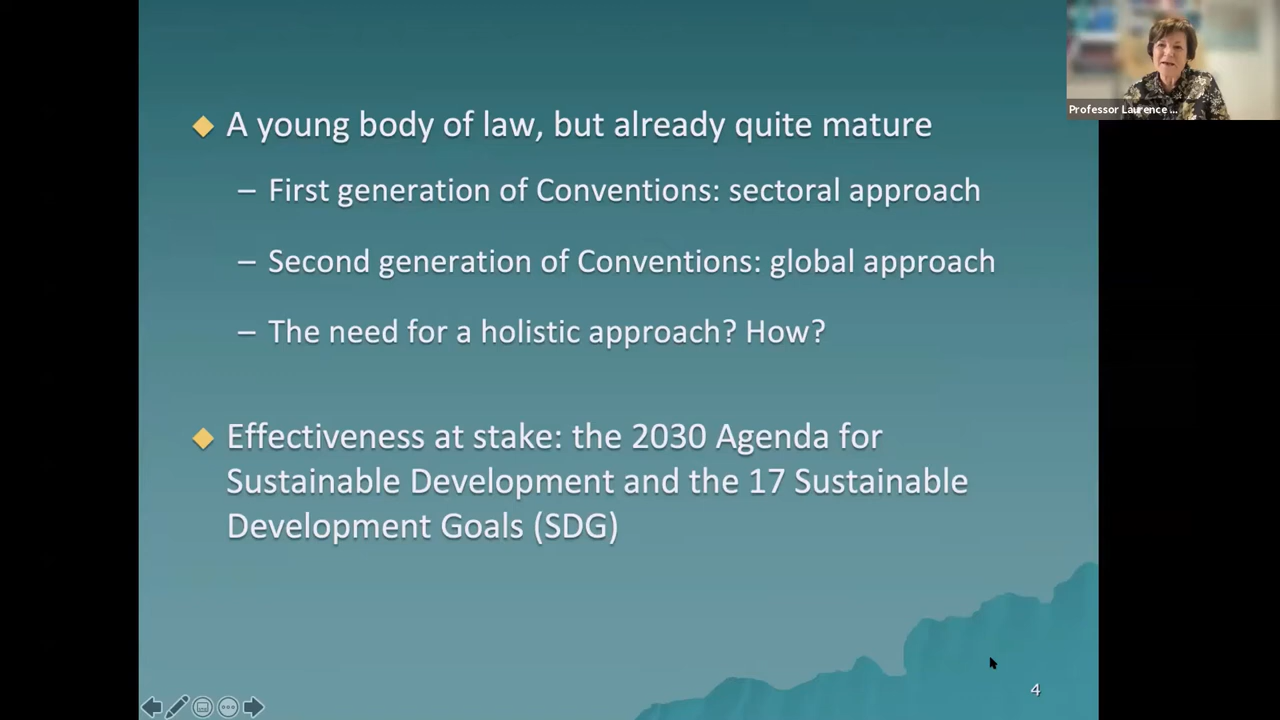 A young body of law, but already quite mature
– First generation of Conventions: sectoral approach
– Second generation of Conventions: global approach
– The need for a holistic approach? How?
Effectiveness at stake: the 2030 Agenda for
Sustainable Development and the 17 Sustainable
Development Goals (SDG)
4
Professor Laurence ...